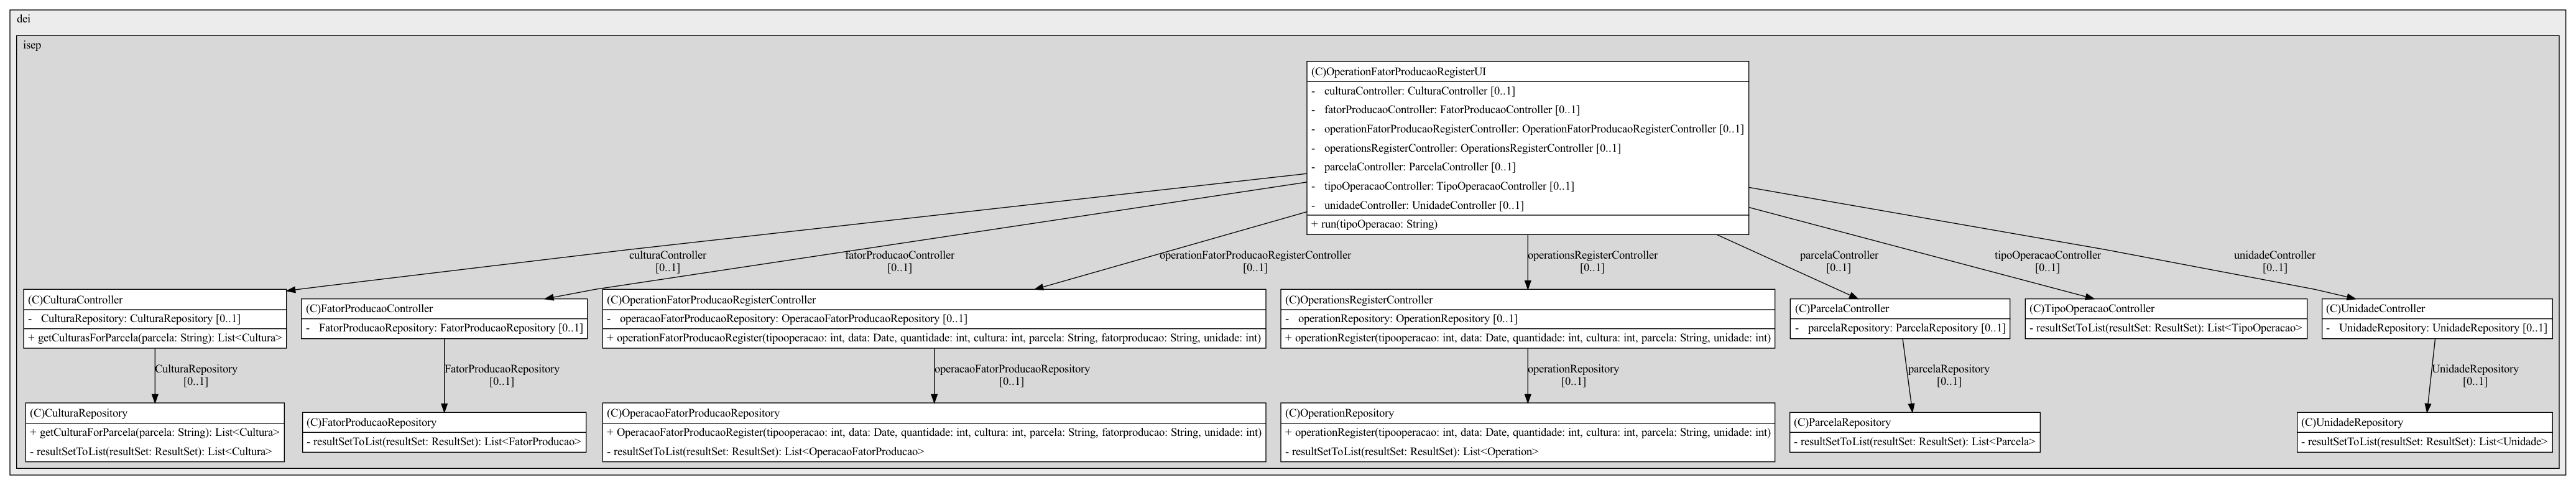 dei
isep
(C)OperationFatorProducaoRegisterUI
- culturaController: CulturaController [0..1]
- fatorProducaoController: FatorProducaoController [0..1]
- operationFatorProducaoRegisterController: OperationFatorProducaoRegisterController [0..1]
- operationsRegisterController: OperationsRegisterController [0..1]
- parcelaController: ParcelaController [0..1]
- tipoOperacaoController: TipoOperacaoController [0..1]
- unidadeController: UnidadeController [0..1]
+ run(tipoOperacao: String)
culturaController
[0..1]
fatorProducaoController
[0..1]
operationFatorProducaoRegisterController
[0..1]
operationsRegisterController
[0..1]
parcelaController
[0..1]
tipoOperacaoController
[0..1]
unidadeController
[0..1]
(C)CulturaController
- CulturaRepository: CulturaRepository [0..1]
+ getCulturasForParcela(parcela: String): List<Cultura>
(C)FatorProducaoController
- FatorProducaoRepository: FatorProducaoRepository [0..1]
(C)OperationFatorProducaoRegisterController
- operacaoFatorProducaoRepository: OperacaoFatorProducaoRepository [0..1]
+ operationFatorProducaoRegister(tipooperacao: int, data: Date, quantidade: int, cultura: int, parcela: String, fatorproducao: String, unidade: int)
(C)OperationsRegisterController
- operationRepository: OperationRepository [0..1]
+ operationRegister(tipooperacao: int, data: Date, quantidade: int, cultura: int, parcela: String, unidade: int)
(C)ParcelaController
- parcelaRepository: ParcelaRepository [0..1]
(C)TipoOperacaoController
- resultSetToList(resultSet: ResultSet): List<TipoOperacao>
(C)UnidadeController
- UnidadeRepository: UnidadeRepository [0..1]
CulturaRepository
[0..1]
FatorProducaoRepository
[0..1]
operacaoFatorProducaoRepository
[0..1]
operationRepository
[0..1]
parcelaRepository
[0..1]
UnidadeRepository
[0..1]
(C)CulturaRepository
+ getCulturaForParcela(parcela: String): List<Cultura>
- resultSetToList(resultSet: ResultSet): List<Cultura>
(C)FatorProducaoRepository
- resultSetToList(resultSet: ResultSet): List<FatorProducao>
(C)OperacaoFatorProducaoRepository
+ OperacaoFatorProducaoRegister(tipooperacao: int, data: Date, quantidade: int, cultura: int, parcela: String, fatorproducao: String, unidade: int)
- resultSetToList(resultSet: ResultSet): List<OperacaoFatorProducao>
(C)OperationRepository
+ operationRegister(tipooperacao: int, data: Date, quantidade: int, cultura: int, parcela: String, unidade: int)
- resultSetToList(resultSet: ResultSet): List<Operation>
(C)ParcelaRepository
- resultSetToList(resultSet: ResultSet): List<Parcela>
(C)UnidadeRepository
- resultSetToList(resultSet: ResultSet): List<Unidade>